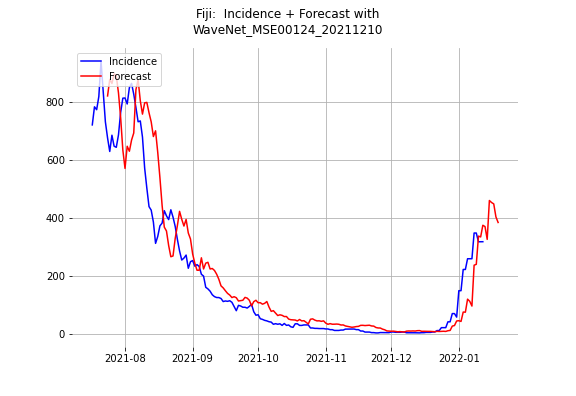 Fiji:  Incidence + Forecast with
WaveNet_MSE00124_20211210
Incidence
Forecast
800
600
400
200
0
2021-08
2021-09
2021-10
2021-11
2021-12
2022-01